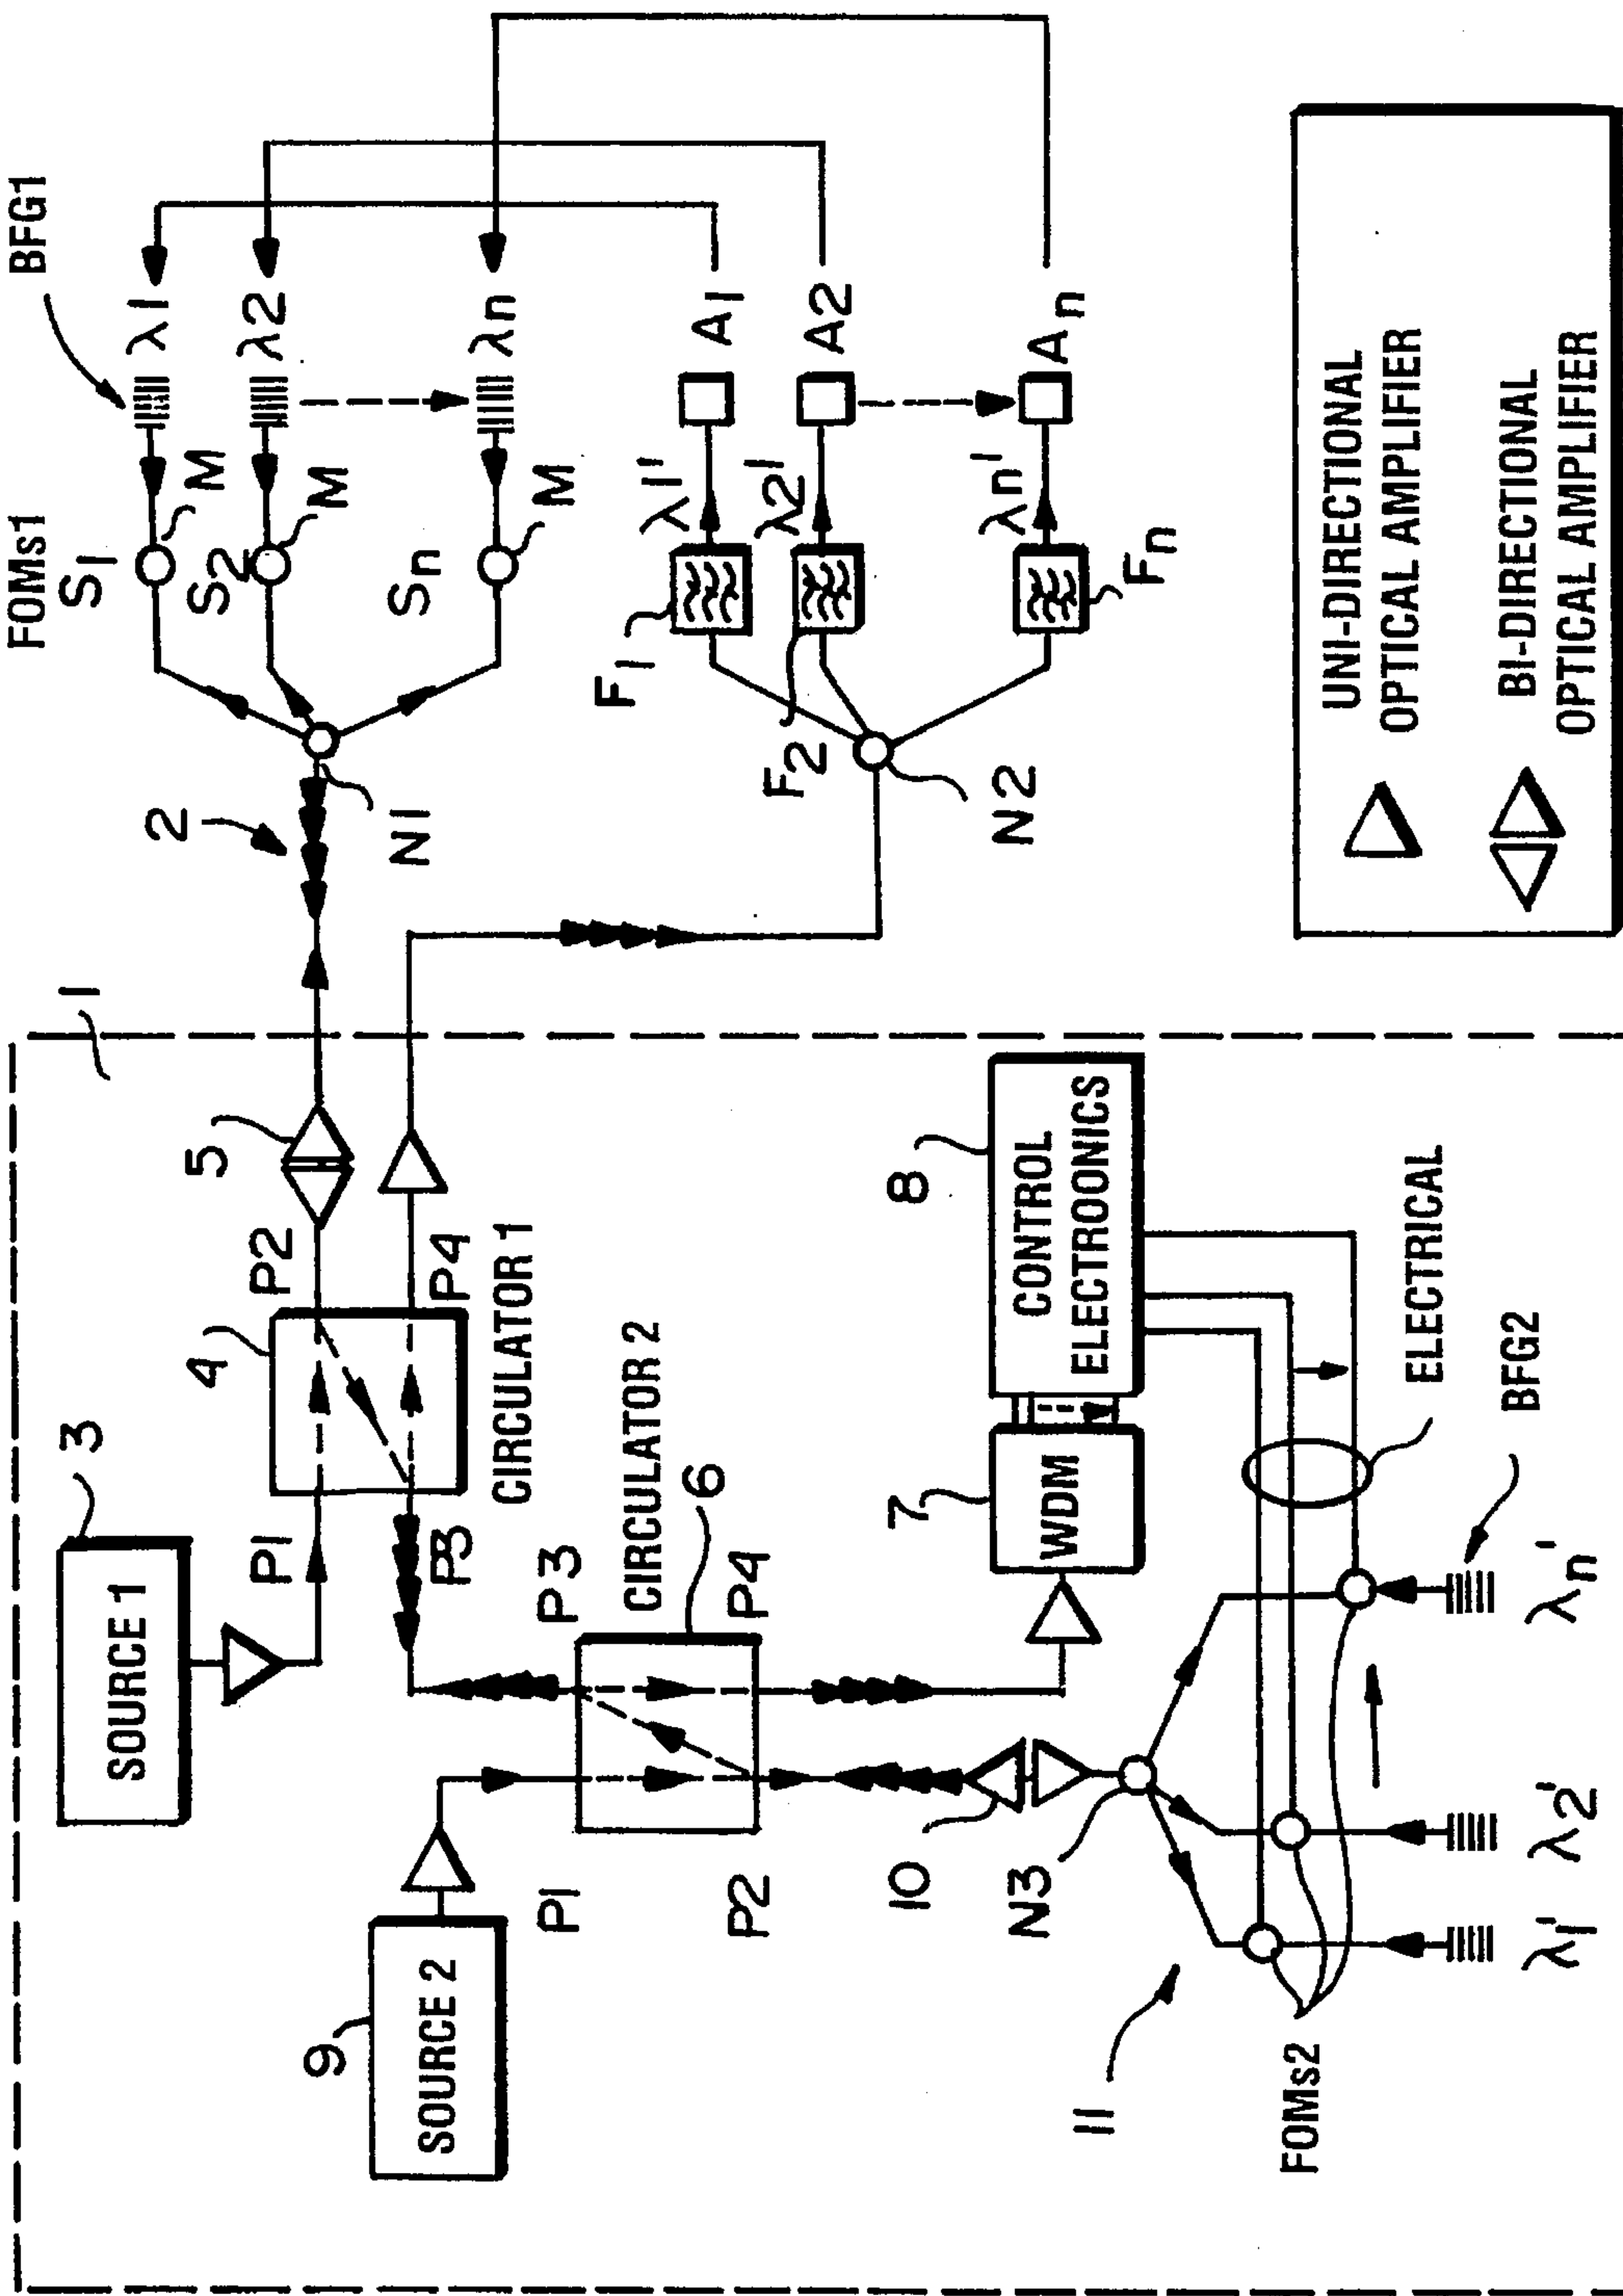 1
SOURCE 1
3
P1
4
P2
5
CIRCULATOR 1
P3
P4
2
N1
FOMs1
BFG1
S1
M
λ1
S2
M
λ2
Sn
M
λn
SOURCE 2
9
P1
P2
P3
P4
CIRCULATOR 2
6
10
N3
7
WDM
8
CONTROL
ELECTROONICS
ELECTRICAL
BFG2
11
FOMs2
λ1'
λ2'
λn'
N2
F1
λ1'
A1
F2
λ2'
A2
Fn
λn'
An
UNI-DIRECTIONAL
OPTICAL AMPLIFIER
BI-DIRECTIONAL
OPTICAL AMPLIFIER